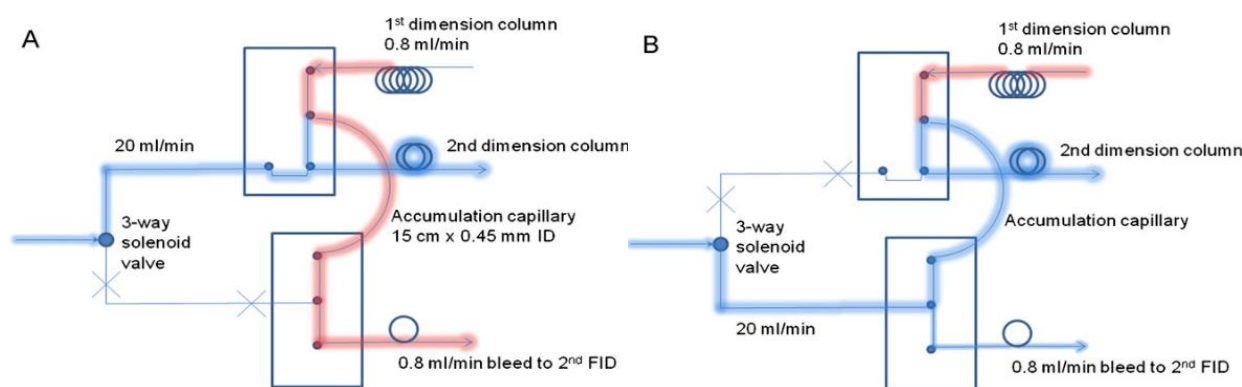 A
1st dimension column
0.8 ml/min
20 ml/min
2nd dimension column
3-way
solenoid
valve
Accumulation capillary
15 cm x 0.45 mm ID
0.8 ml/min bleed to 2nd FID
B
1st dimension column
0.8 ml/min
2nd dimension column
3-way
solenoid
valve
Accumulation capillary
20 ml/min
0.8 ml/min bleed to 2nd FID